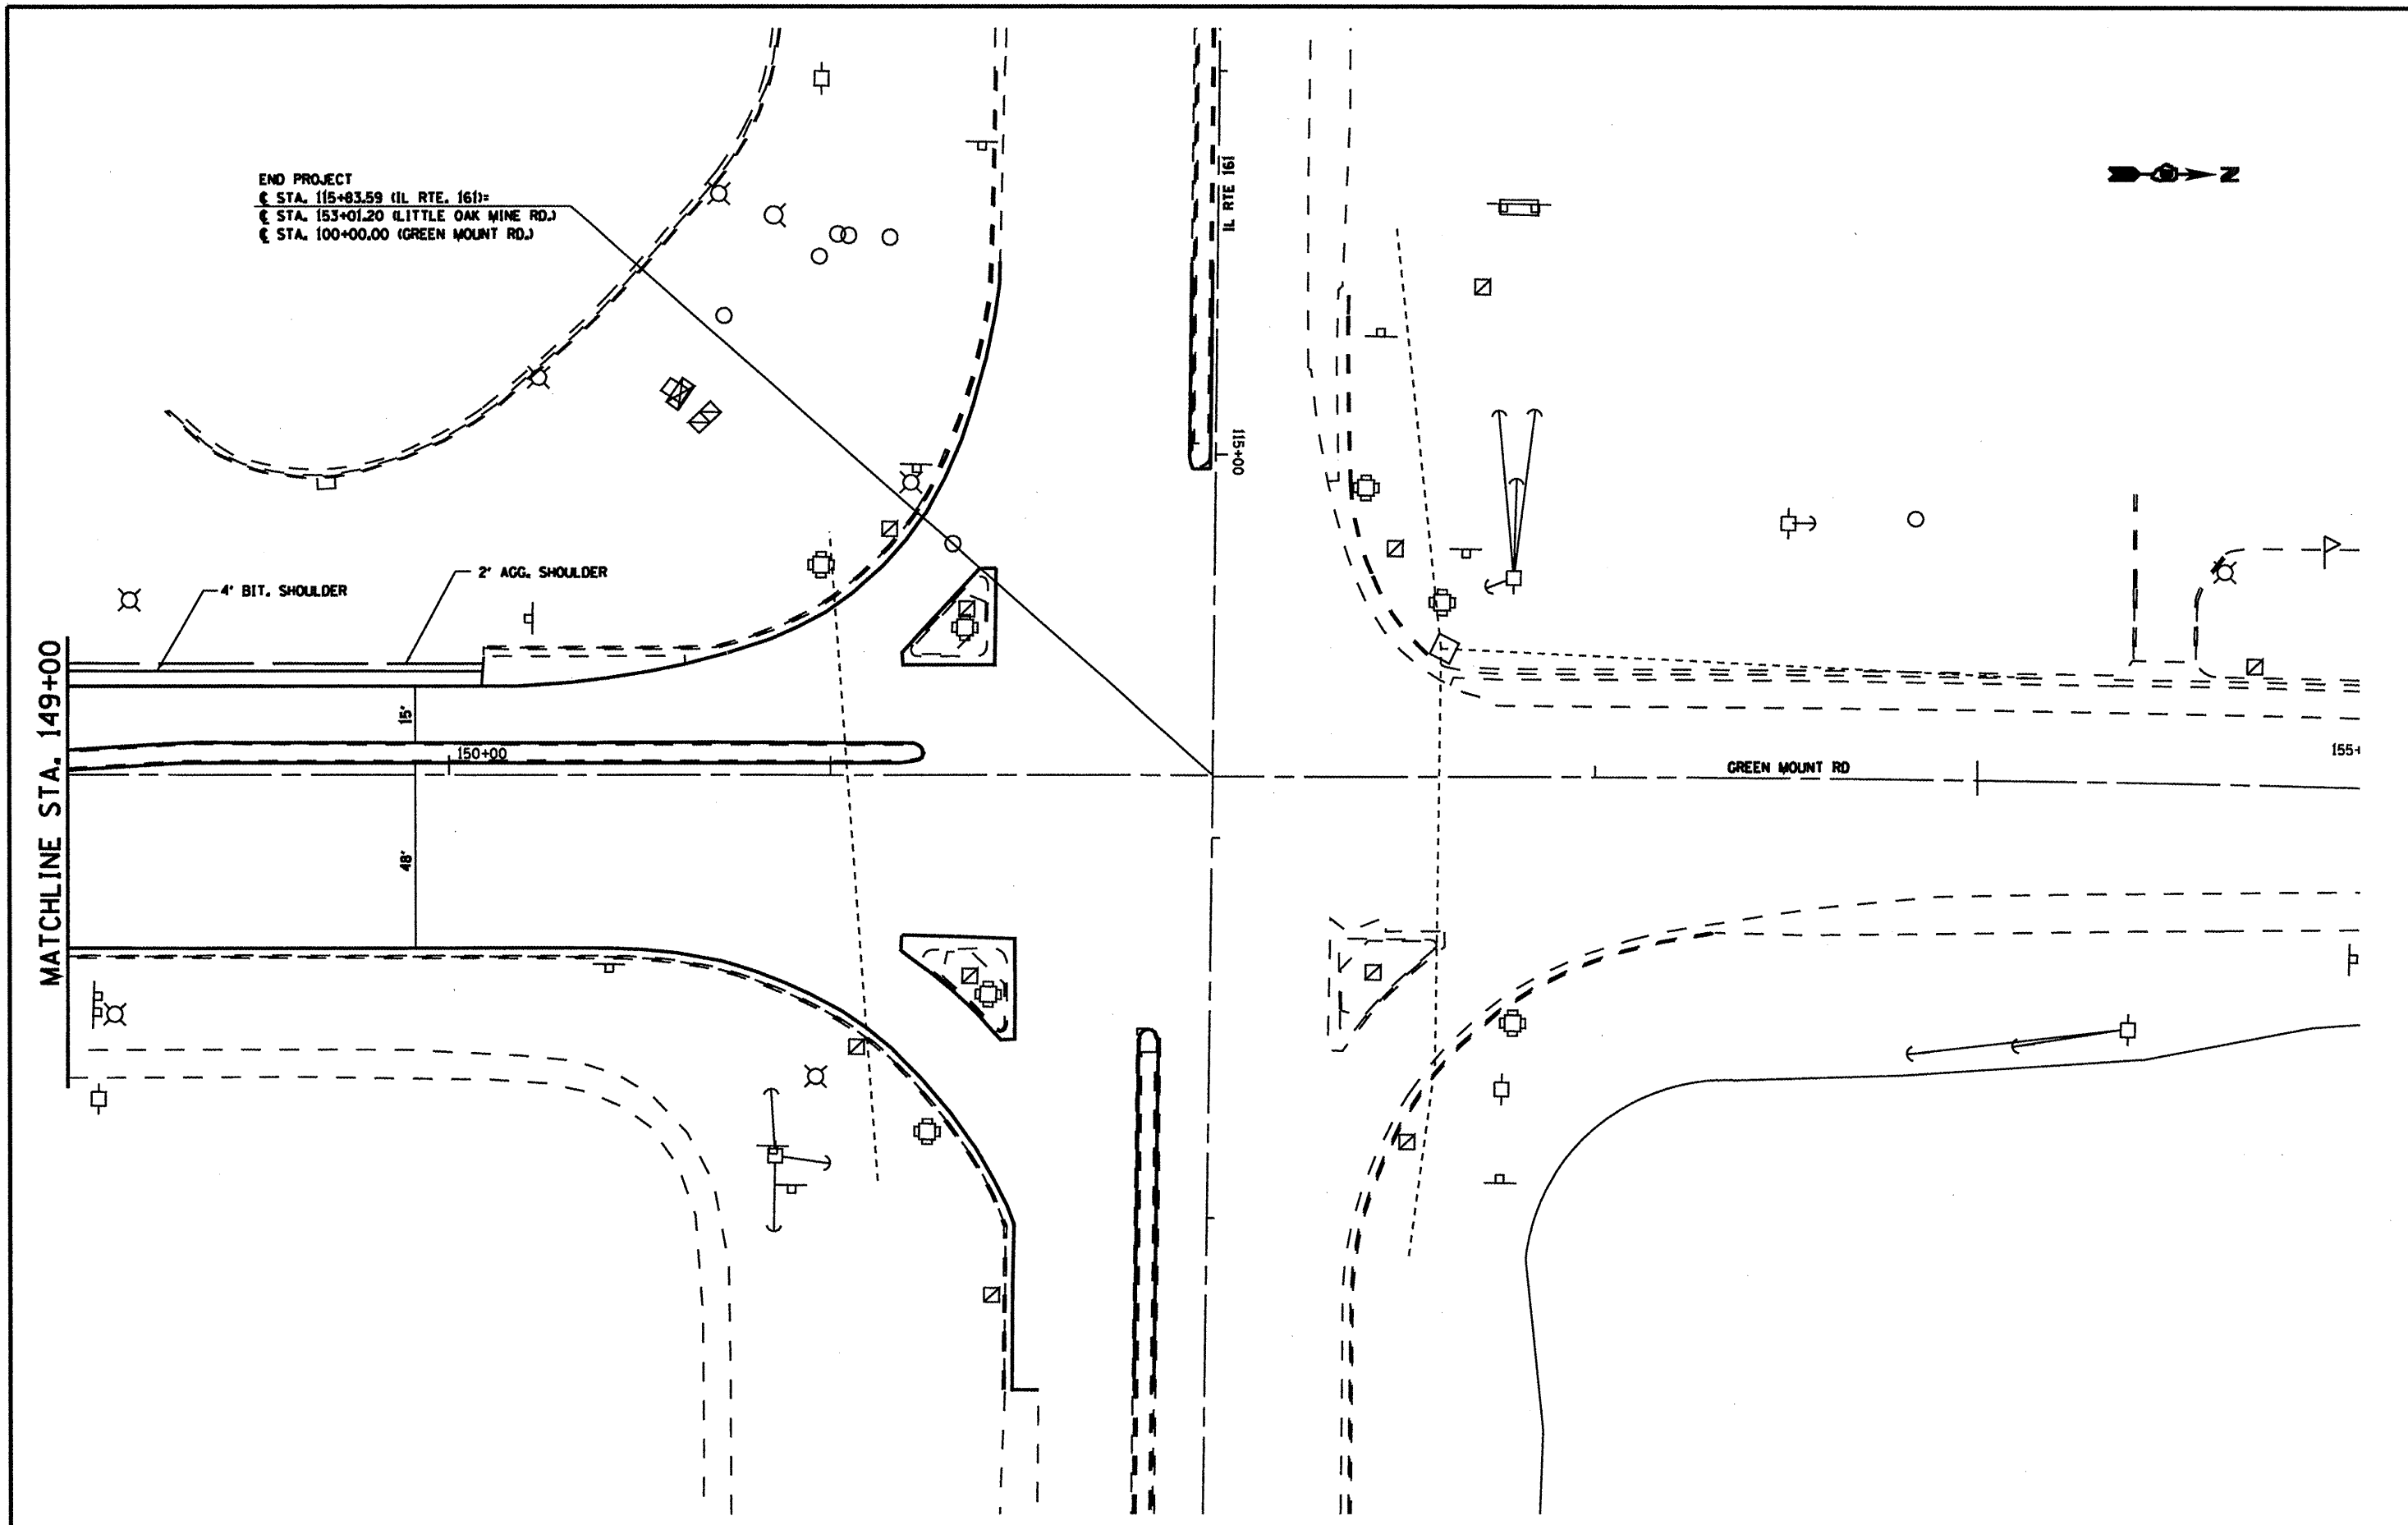 END PROJECT
℄ STA. 115+83.59 (IL RTE. 161)=
℄ STA. 153+01.20 (LITTLE OAK MINE RD.)
℄ STA. 100+00.00 (GREEN MOUNT RD.)
IL RTE 161
N
115+00
2' AGG. SHOULDER
4' BIT. SHOULDER
MATCHLINE STA. 149+00
15'
150+00
155+
GREEN MOUNT RD
48'